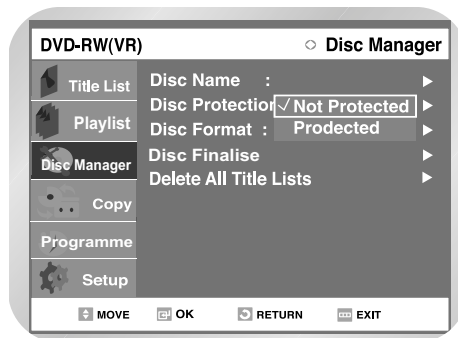 DVD-RW(VR) Disc Manager
Title List
Playlist
Disc Manager
Copy
Programme
Setup
Disc Name :
Disc Protection ✓ Not Protected
Prodected
Disc Format :
Disc Finalise
Delete All Title Lists
MOVE OK RETURN EXIT